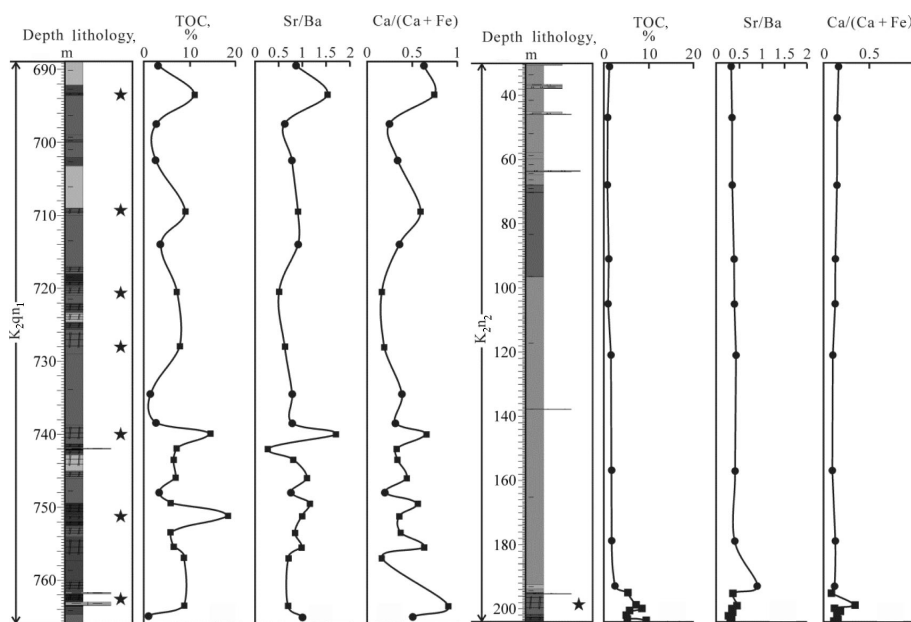 Depth lithology,
m
TOC,
%
0 10 20
Sr/Ba
0.5 1 1.5 2
Ca/(Ca+Fe)
0 0.5 1
K₂qn₁
690
700
710
720
730
740
750
760
Depth lithology,
m
TOC,
%
0 10 20
Sr/Ba
0 0.5 1 1.5 2
Ca/(Ca+Fe)
0 0.5
K₂n₂
40
60
80
100
120
140
160
180
200